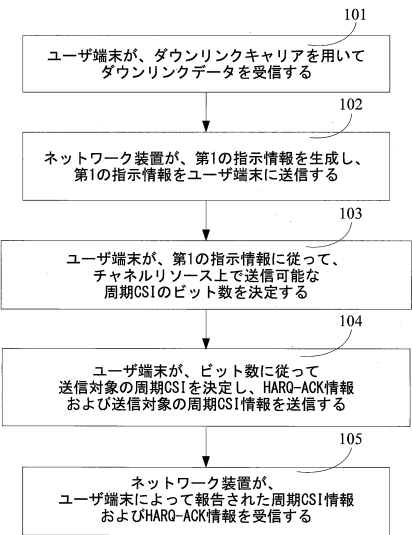 101
ユーザ端末が、ダウンリンクキャリアを用いて
ダウンリンクデータを受信する
102
ネットワーク装置が、第1の指示情報を生成し、
第1の指示情報をユーザ端末に送信する
103
ユーザ端末が、第1の指示情報に従って、
チャネルリソース上で送信可能な
周期CSIのビット数を決定する
104
ユーザ端末が、ビット数に従って
送信対象の周期CSIを決定し、HARQ-ACK情報
および送信対象の周期CSI情報を送信する
105
ネットワーク装置が、
ユーザ端末によって報告された周期CSI情報
およびHARQ-ACK情報を受信する